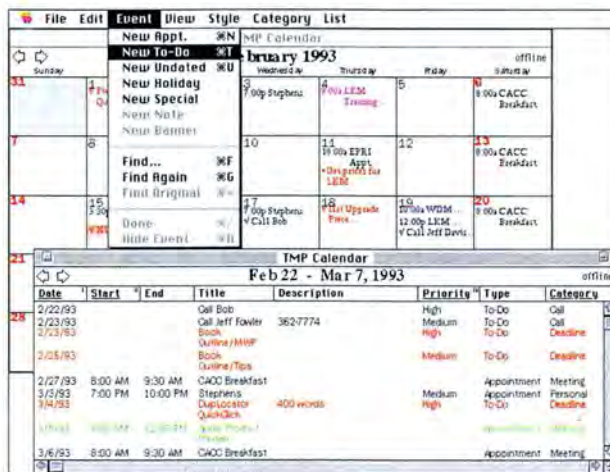 File Edit Event View Style Category List
New Appt. ⌘N
New To-Do ⌘T
New Undated ⌘U
New Holiday
New Special
New Note
New Banner
Find... ⌘F
Find Again ⌘G
Find Original
Done
Hide Event
TMP Calendar
bruary 1993
offline
Sunday Wednesday Thursday Friday Saturday
31 3 4 5 6
7:00p Stephens
LKM
Training
8:00a CACC
Breakfast
7 8 10 11 12 13
10:00a EPRI
Appt.
LKM
8:00a CACC
Breakfast
14 15 17 18 19 20
7:00p Stephens
√ Call Bob
Upgrade
WDM
12:00p LKM
√ Call Jeff Davis
8:00a CACC
Breakfast
21
28
TMP Calendar
Feb 22 - Mar 7, 1993
offline
Date Start End Title Description Priority Type Category
2/22/93 Call Bob High To-Do Call
2/23/93 Call Jeff Fowler 362-7774 Medium To-Do Call
2/23/93 Book High To-Do Deadline
Outline/MWP
2/25/93 Book Medium To-Do Deadline
Outline/Tips
2/27/93 8:00 AM 9:30 AM CACC Breakfast Appointment Meeting
3/3/93 7:00 PM 10:00 PM Stephens Medium Appointment Personal
3/4/93 DupLocator 400 words High To-Do Deadline
QuickClick
3/6/93 8:00 AM 9:30 AM CACC Breakfast Appointment Meeting